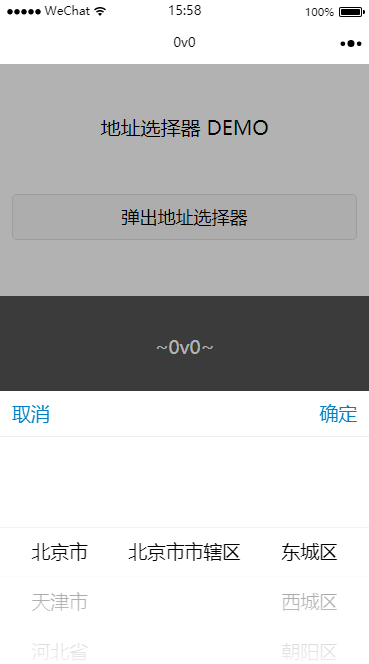 ●●●●● WeChat 15:58 100%
0v0
地址选择器 DEMO
弹出地址选择器
~0v0~
取消 确定
北京市 北京市市辖区 东城区
天津市 西城区
河北省 朝阳区